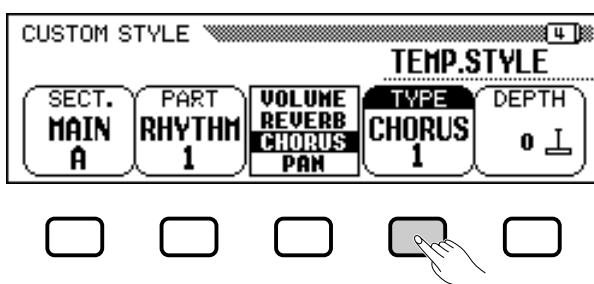 CUSTOM STYLE 4
TEMP.STYLE
SECT.
MAIN
A
PART
RHYTHM
1
VOLUME
REVERB
CHORUS
PAN
TYPE
CHORUS
1
DEPTH
0